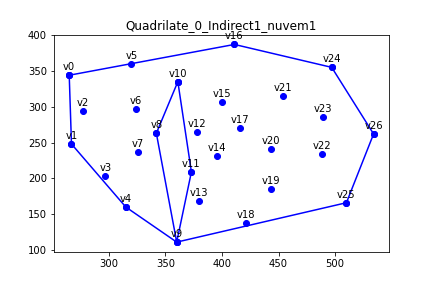 Quadrilate_0_Indirect1_nuvem1
400
350
300
250
200
150
100
300
350
400
450
500
v16
v5
v24
v0
v10
v21
v15
v2
v6
v23
v17
v8
v12
v26
v1
v7
v20
v22
v14
v11
v3
v19
v13
v25
v4
v18
v9